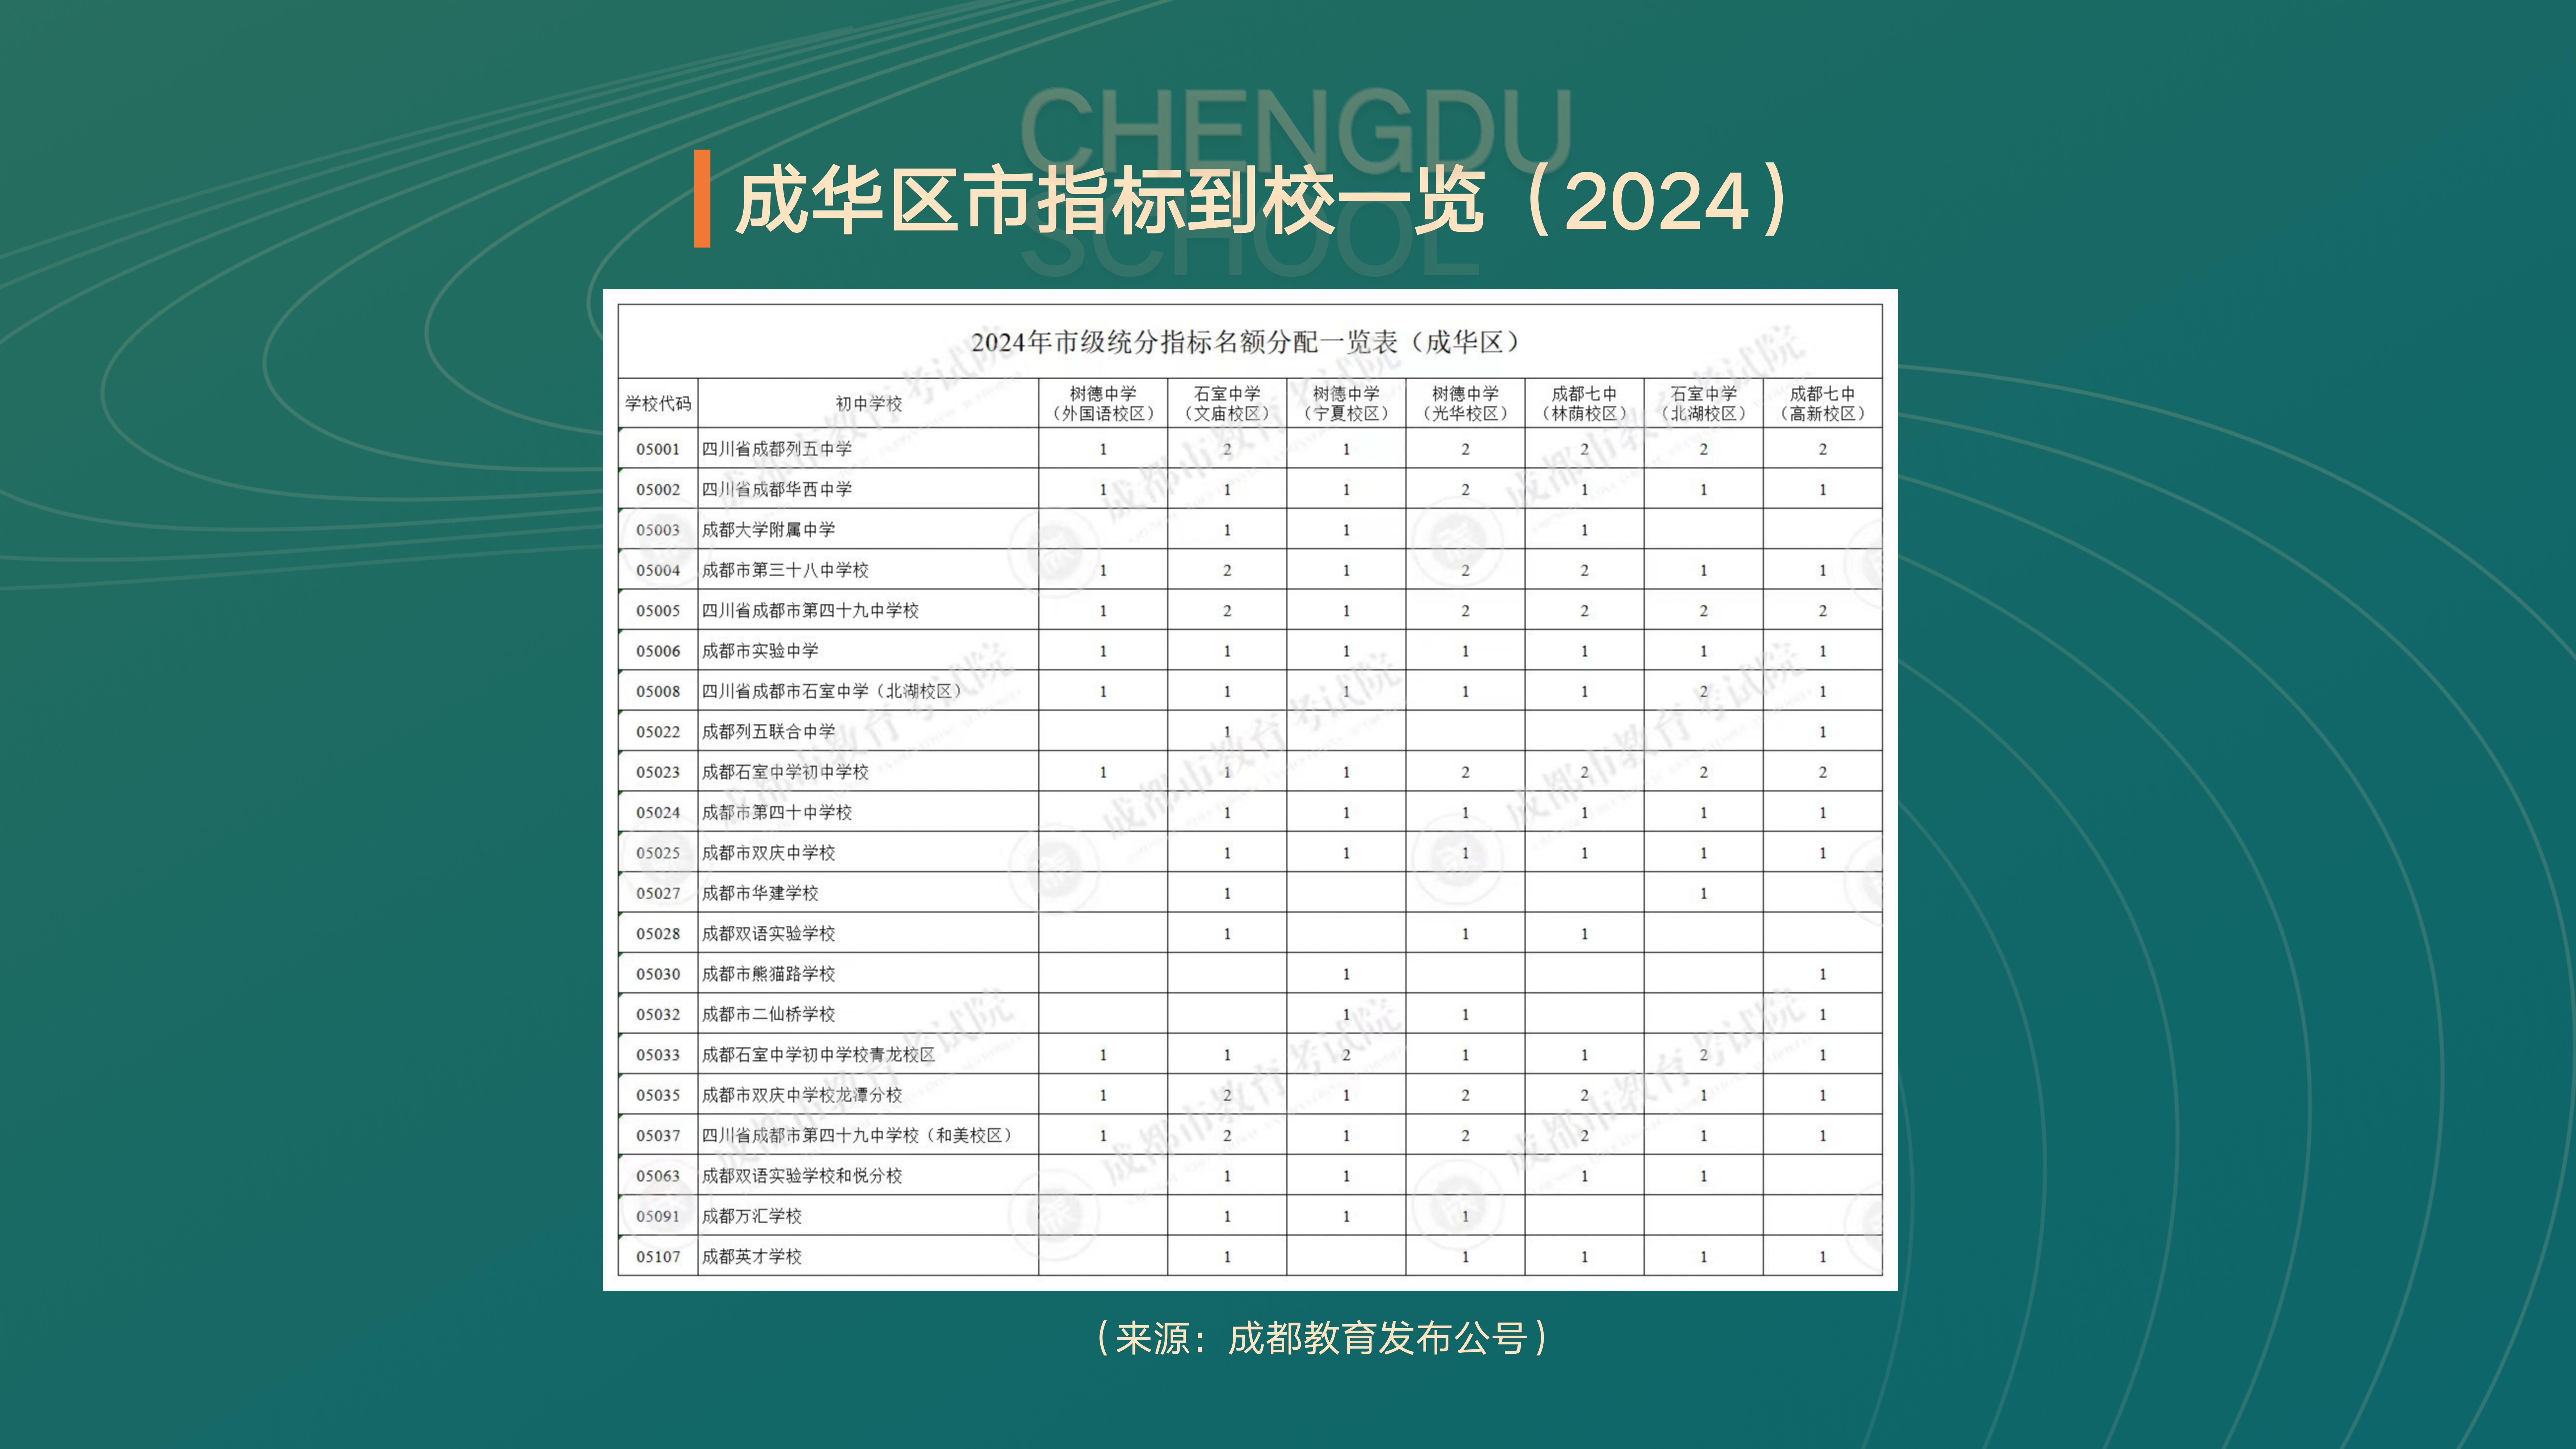 CHENGDU
SCHOOL
成华区市指标到校一览（2024）
2024年市级统分指标名额分配一览表（成华区）
学校代码 初中学校 树德中学（外国语校区） 石室中学（文庙校区） 树德中学（宁夏校区） 树德中学（光华校区） 成都七中（林荫校区） 石室中学（北湖校区） 成都七中（高新校区）
05001 四川省成都列五中学 1 2 1 2 2 2 2
05002 四川省成都华西中学 1 1 1 2 1 1 1
05003 成都大学附属中学 1 1 1
05004 成都市第三十八中学校 1 2 1 2 2 1 1
05005 四川省成都市第四十九中学校 1 2 1 2 2 2 2
05006 成都市实验中学 1 1 1 1 1 1 1
05008 四川省成都市石室中学（北湖校区） 1 1 1 1 1 2 1
05022 成都列五联合中学 1 1
05023 成都石室中学初中学校 1 1 1 2 2 2 2
05024 成都市第四十中学校 1 1 1 1 1 1
05025 成都市双庆中学校 1 1 1 1 1 1
05027 成都市华建学校 1 1
05028 成都双语实验学校 1 1 1
05030 成都市熊猫路学校 1 1
05032 成都市二仙桥学校 1 1 1
05033 成都石室中学初中学校青龙校区 1 1 2 1 1 2 1
05035 成都市双庆中学校龙潭分校 1 2 1 2 2 1 1
05037 四川省成都市第四十九中学校（和美校区） 1 2 1 2 2 1 1
05063 成都双语实验学校和悦分校 1 1 1 1
05091 成都万汇学校 1 1 1
05107 成都英才学校 1 1 1 1 1
成都市教育考试院
（来源：成都教育发布公号）